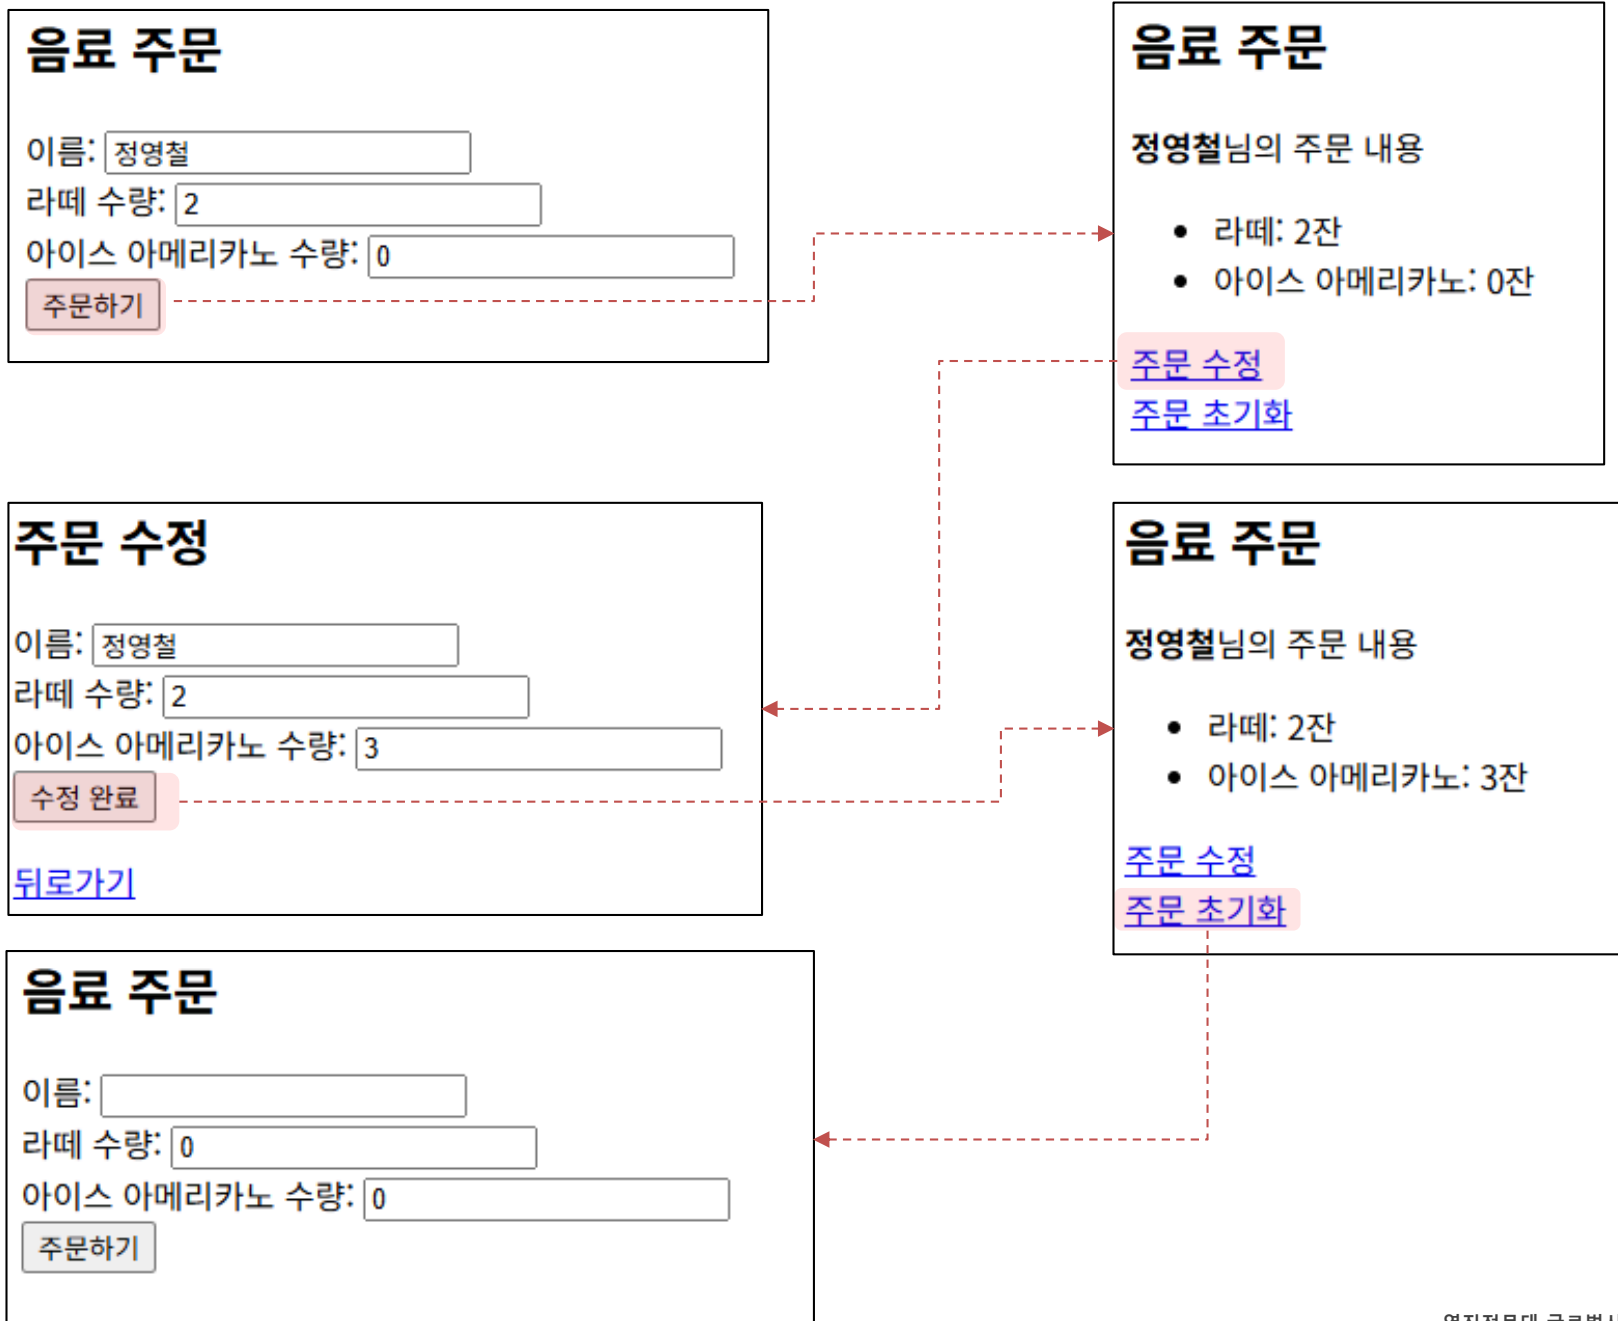 음료 주문
이름: 정영철
라떼 수량: 2
아이스 아메리카노 수량: 0
주문하기
음료 주문
정영철님의 주문 내용
• 라떼: 2잔
• 아이스 아메리카노: 0잔
주문 수정
주문 초기화
주문 수정
이름: 정영철
라떼 수량: 2
아이스 아메리카노 수량: 3
수정 완료
뒤로가기
음료 주문
정영철님의 주문 내용
• 라떼: 2잔
• 아이스 아메리카노: 3잔
주문 수정
주문 초기화
음료 주문
이름:
라떼 수량: 0
아이스 아메리카노 수량: 0
주문하기